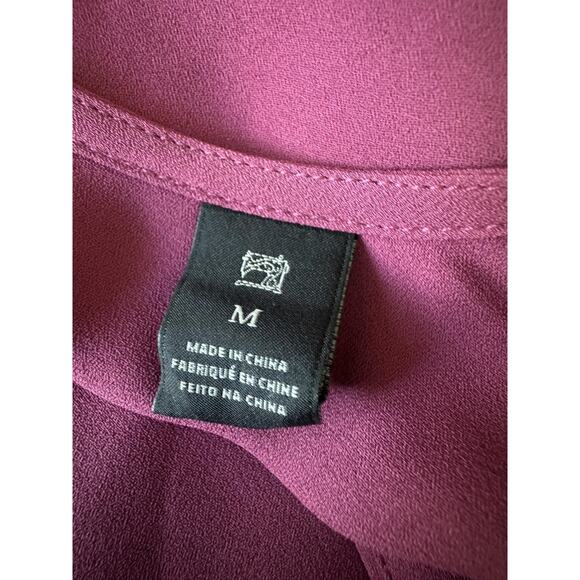 M
MADE IN CHINA
FABRIQUÉ EN CHINE
FEITO NA CHINA